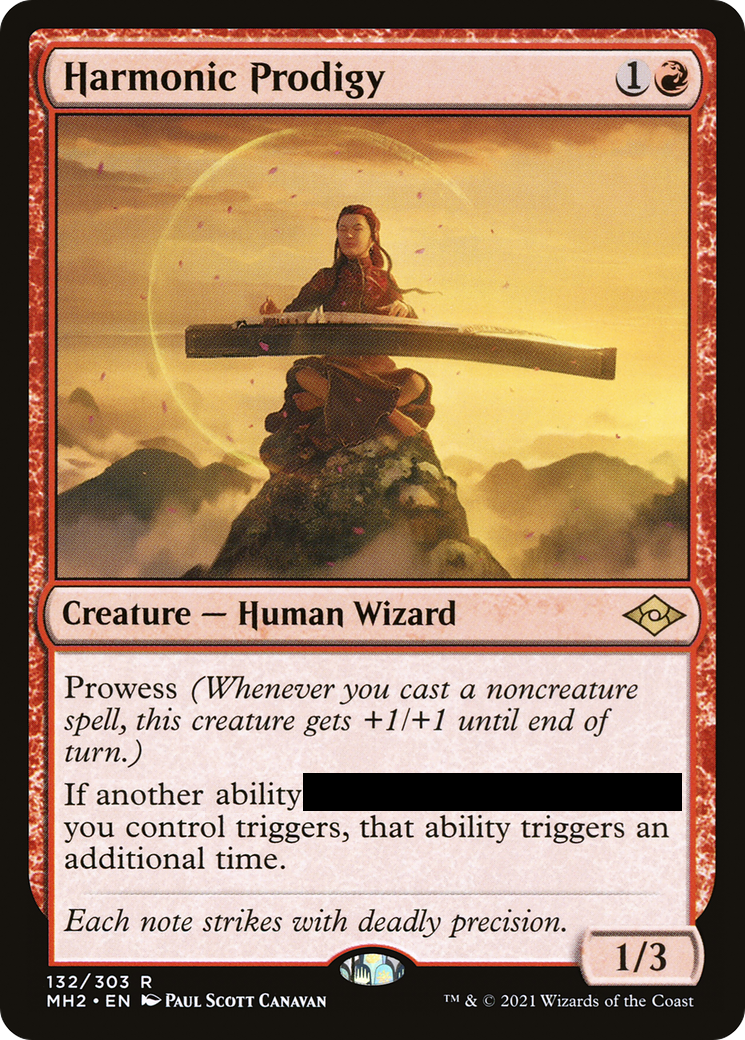 Harmonic Prodigy 1
Creature — Human Wizard
Prowess (Whenever you cast a noncreature
spell, this creature gets +1/+1 until end of
turn.)
If another ability
you control triggers, that ability triggers an
additional time.
Each note strikes with deadly precision.
1/3
132/303 R
MH2 • EN Paul Scott Canavan
™ & © 2021 Wizards of the Coast